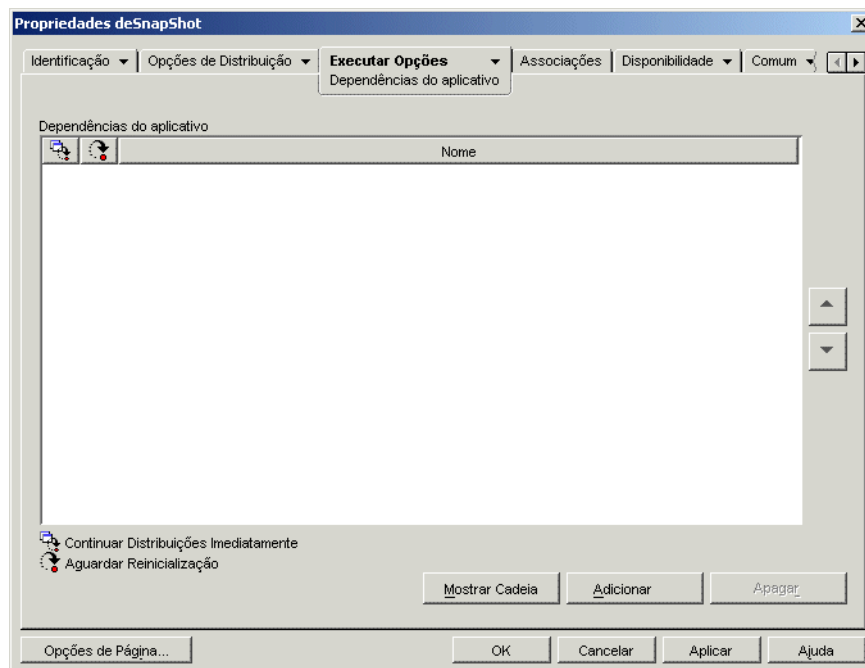 Propriedades deSnapShot
Identificação Opções de Distribuição Executar Opções Associações Disponibilidade Comum
Dependências do aplicativo
Dependências do aplicativo
Nome
Continuar Distribuições Imediatamente
Aguardar Reinicialização
Mostrar Cadeia Adicionar Apagar
Opções de Página... OK Cancelar Aplicar Ajuda